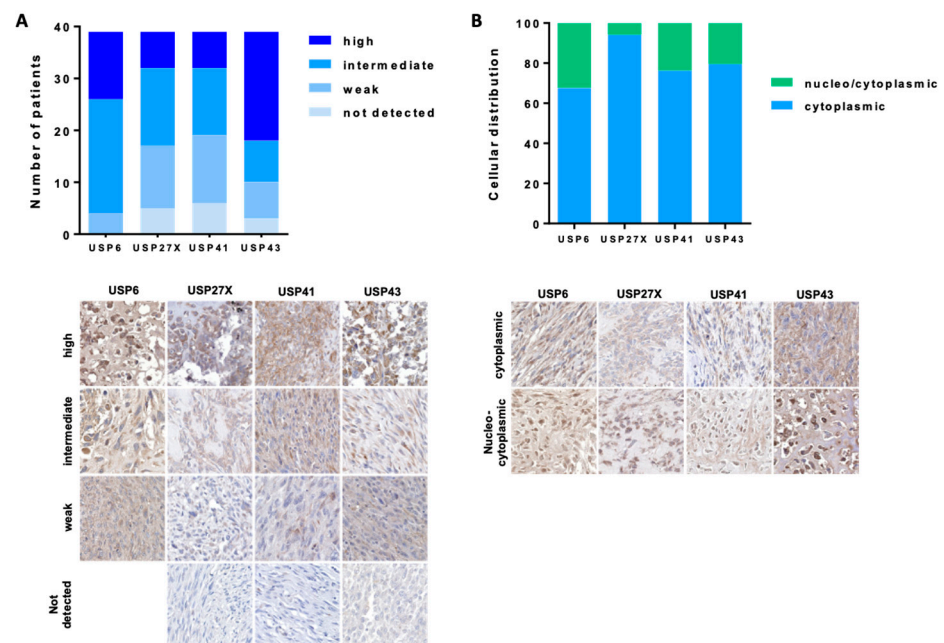 A
Number of patients
40
30
20
10
0
USP6 USP27X USP41 USP43
high
intermediate
weak
not detected
B
Cellular distribution
100
80
60
40
20
0
USP6 USP27X USP41 USP43
nucleo/cytoplasmic
cytoplasmic
USP6 USP27X USP41 USP43
high
intermediate
weak
Not
detected
USP6 USP27X USP41 USP43
cytoplasmic
Nucleo-
cytoplasmic